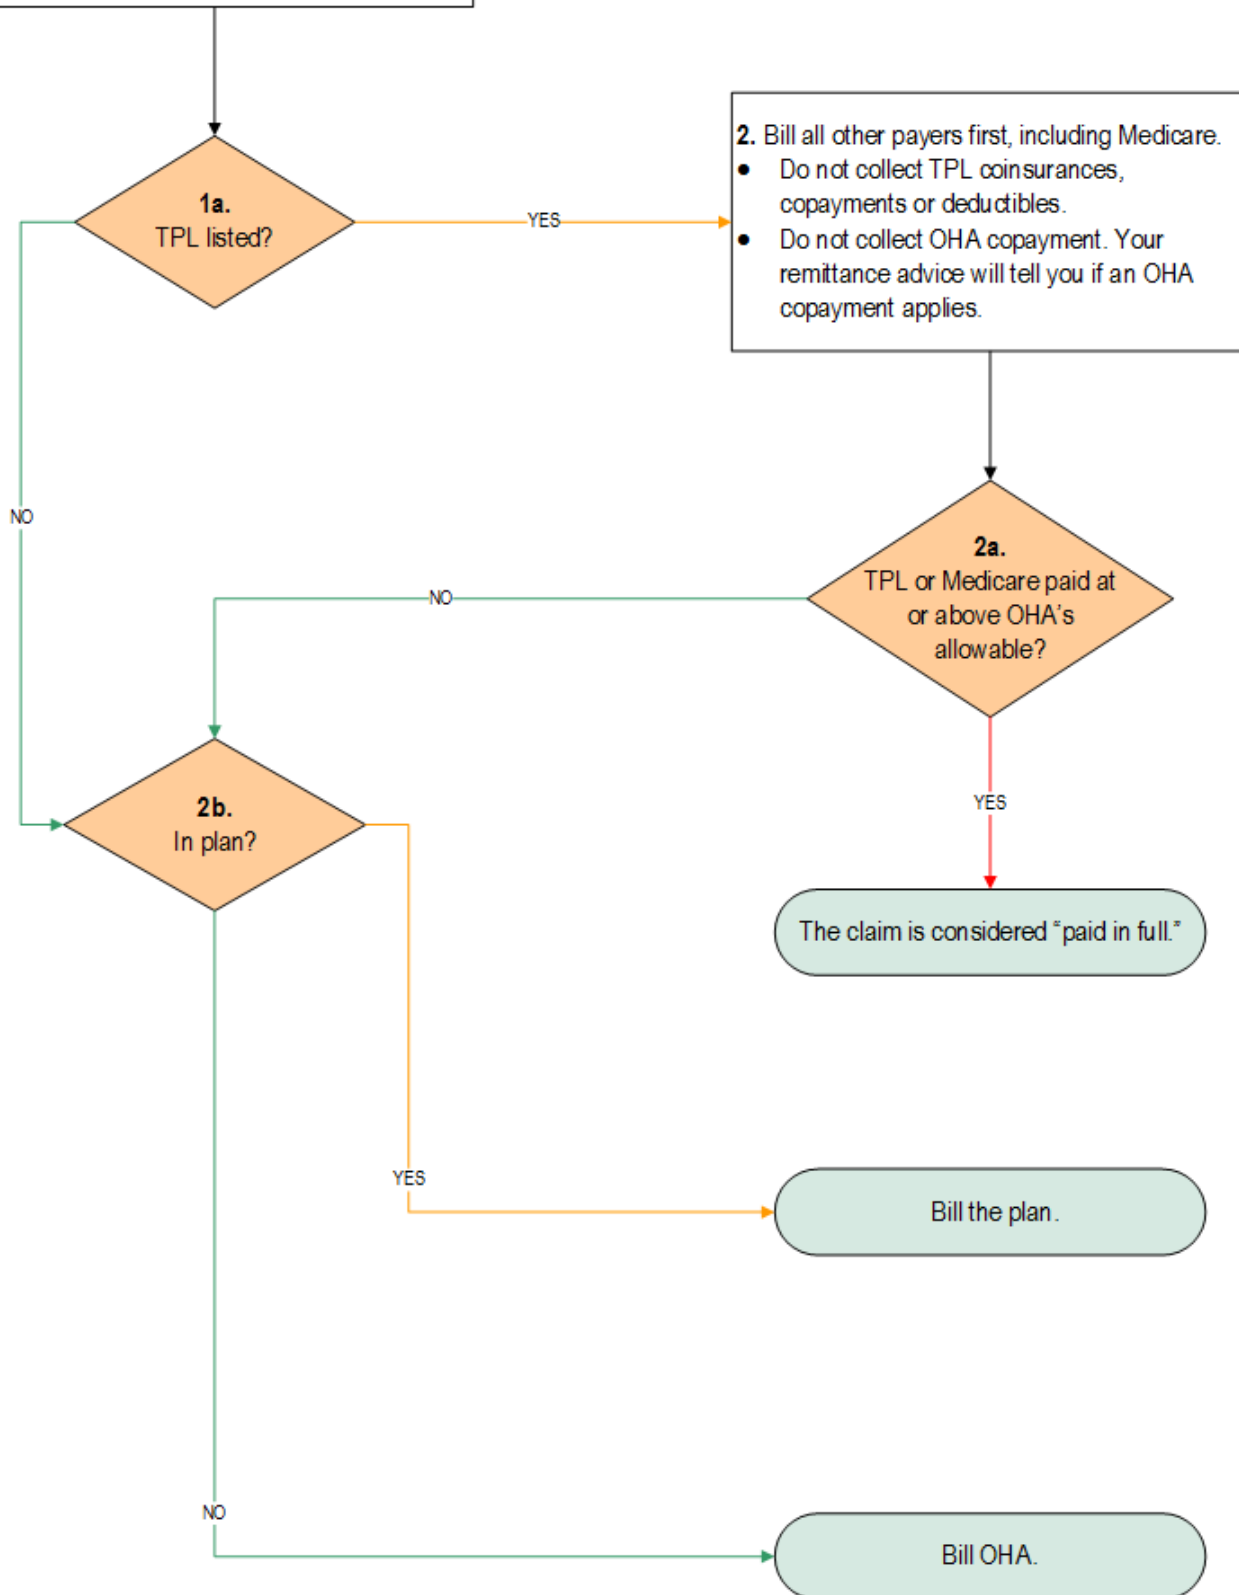 1a.
TPL listed?
YES
2. Bill all other payers first, including Medicare.
● Do not collect TPL coinsurances,
copayments or deductibles.
● Do not collect OHA copayment. Your
remittance advice will tell you if an OHA
copayment applies.
NO
2a.
TPL or Medicare paid at
or above OHA's
allowable?
NO
YES
2b.
In plan?
The claim is considered “paid in full.”
YES
Bill the plan.
NO
Bill OHA.